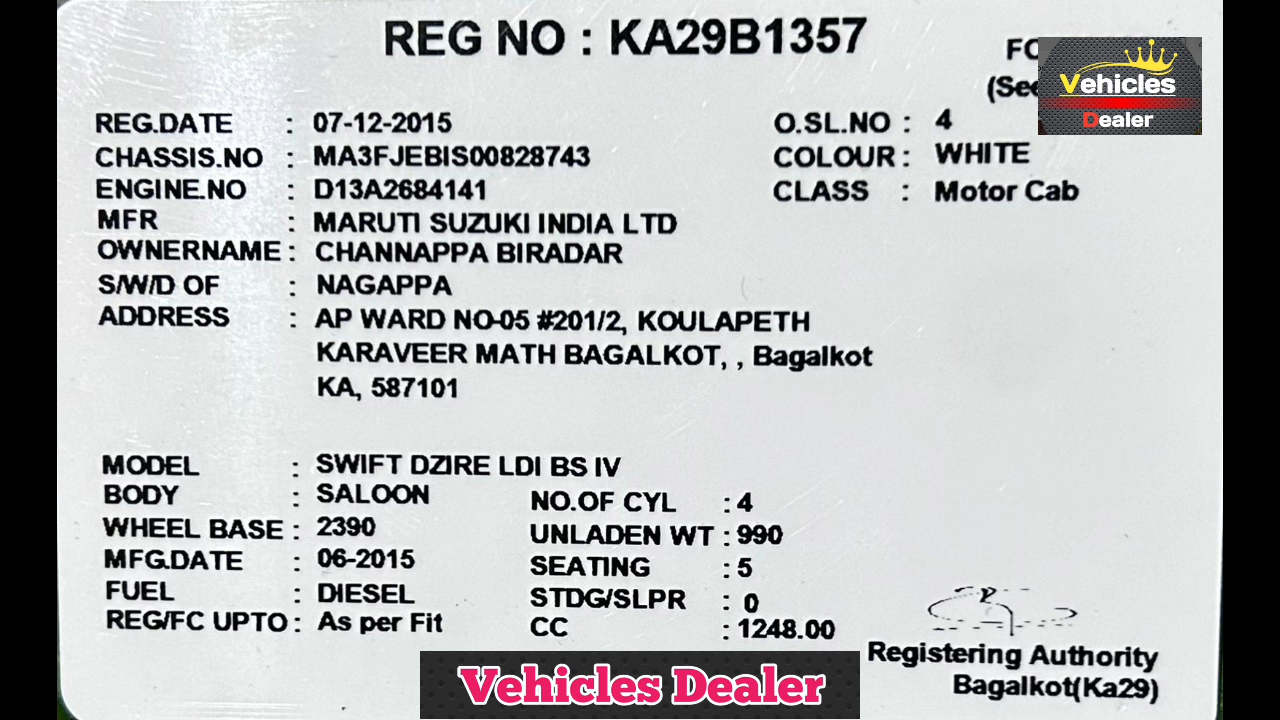 REG NO : KA29B1357
Vehicles
Dealer
REG.DATE : 07-12-2015 O.SL.NO : 4
CHASSIS.NO : MA3FJEBIS00828743 COLOUR : WHITE
ENGINE.NO : D13A2684141 CLASS : Motor Cab
MFR : MARUTI SUZUKI INDIA LTD
OWNERNAME : CHANNAPPA BIRADAR
S/W/D OF : NAGAPPA
ADDRESS : AP WARD NO-05 #201/2, KOULAPETH
KARAVEER MATH BAGALKOT, , Bagalkot
KA, 587101
MODEL : SWIFT DZIRE LDI BS IV
BODY : SALOON NO.OF CYL : 4
WHEEL BASE : 2390 UNLADEN WT : 990
MFG.DATE : 06-2015 SEATING : 5
FUEL : DIESEL STDG/SLPR : 0
REG/FC UPTO : As per Fit CC : 1248.00
Registering Authority
Bagalkot(Ka29)
Vehicles Dealer